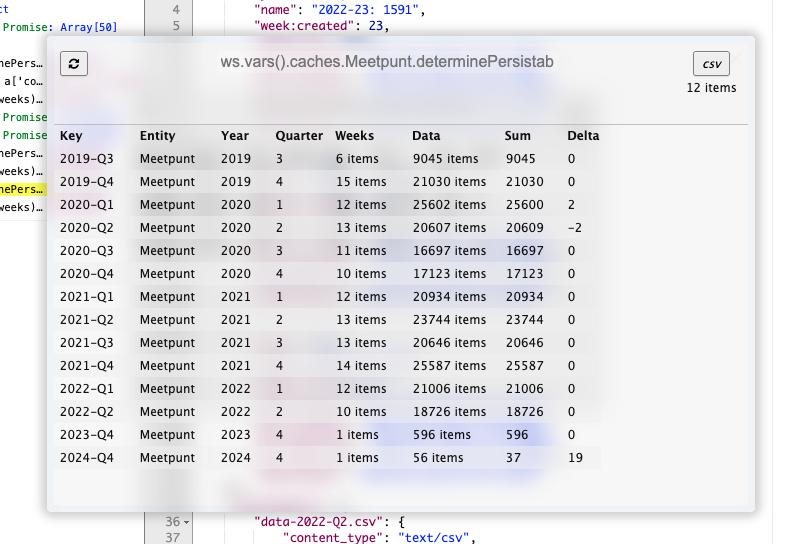 ct
4 "name": "2022-23: 1591",
Promise: Array[50]
5 "week:created": 23,
nePers…
a['co…
weeks)…
Promise
Promise
nePers…
weeks)…
nePers…
weeks)…
ws.vars().caches.Meetpunt.determinePersistab
csv
12 items
Key Entity Year Quarter Weeks Data Sum Delta
2019-Q3 Meetpunt 2019 3 6 items 9045 items 9045 0
2019-Q4 Meetpunt 2019 4 15 items 21030 items 21030 0
2020-Q1 Meetpunt 2020 1 12 items 25602 items 25600 2
2020-Q2 Meetpunt 2020 2 13 items 20607 items 20609 -2
2020-Q3 Meetpunt 2020 3 11 items 16697 items 16697 0
2020-Q4 Meetpunt 2020 4 10 items 17123 items 17123 0
2021-Q1 Meetpunt 2021 1 12 items 20934 items 20934 0
2021-Q2 Meetpunt 2021 2 13 items 23744 items 23744 0
2021-Q3 Meetpunt 2021 3 13 items 20646 items 20646 0
2021-Q4 Meetpunt 2021 4 14 items 25587 items 25587 0
2022-Q1 Meetpunt 2022 1 12 items 21006 items 21006 0
2022-Q2 Meetpunt 2022 2 10 items 18726 items 18726 0
2023-Q4 Meetpunt 2023 4 1 items 596 items 596 0
2024-Q4 Meetpunt 2024 4 1 items 56 items 37 19
36 "data-2022-Q2.csv": {
37 "content_type": "text/csv",